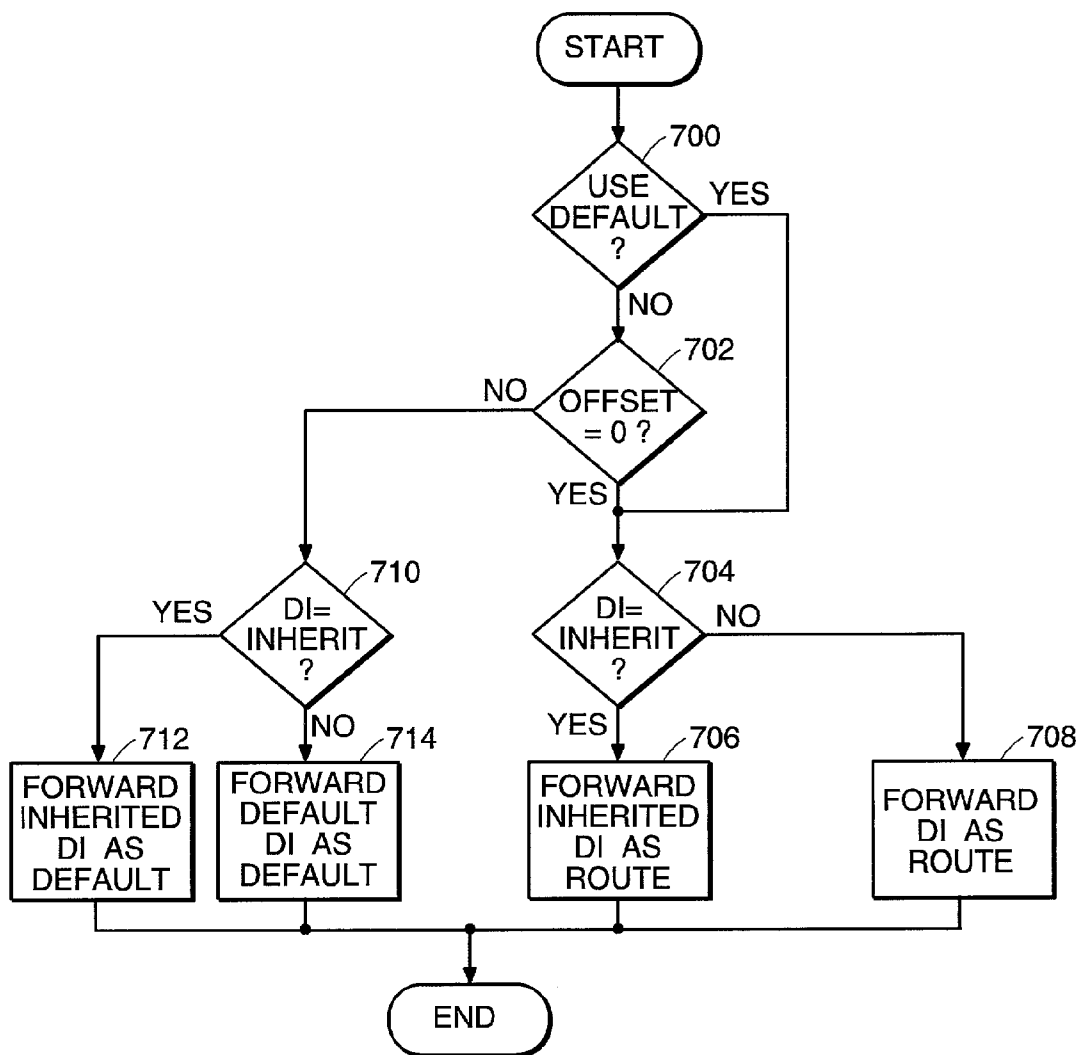 START
700
USE
DEFAULT
?
YES
NO
702
NO
OFFSET
= 0 ?
YES
710
YES
DI=
INHERIT
?
NO
704
DI=
INHERIT
?
NO
YES
712
FORWARD
INHERITED
DI AS
DEFAULT
714
FORWARD
DEFAULT
DI AS
DEFAULT
706
FORWARD
INHERITED
DI AS
ROUTE
708
FORWARD
DI AS
ROUTE
END